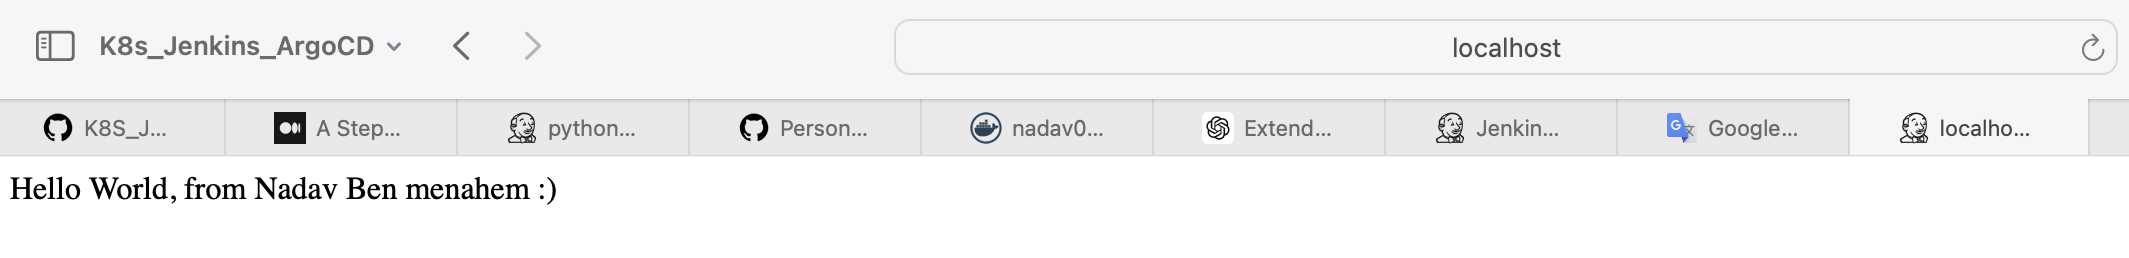 K8s_Jenkins_ArgoCD
localhost
K8S_J...
A Step...
python...
Person...
nadav0...
Extend...
Jenkin...
Google...
localho...
Hello World, from Nadav Ben menahem :)